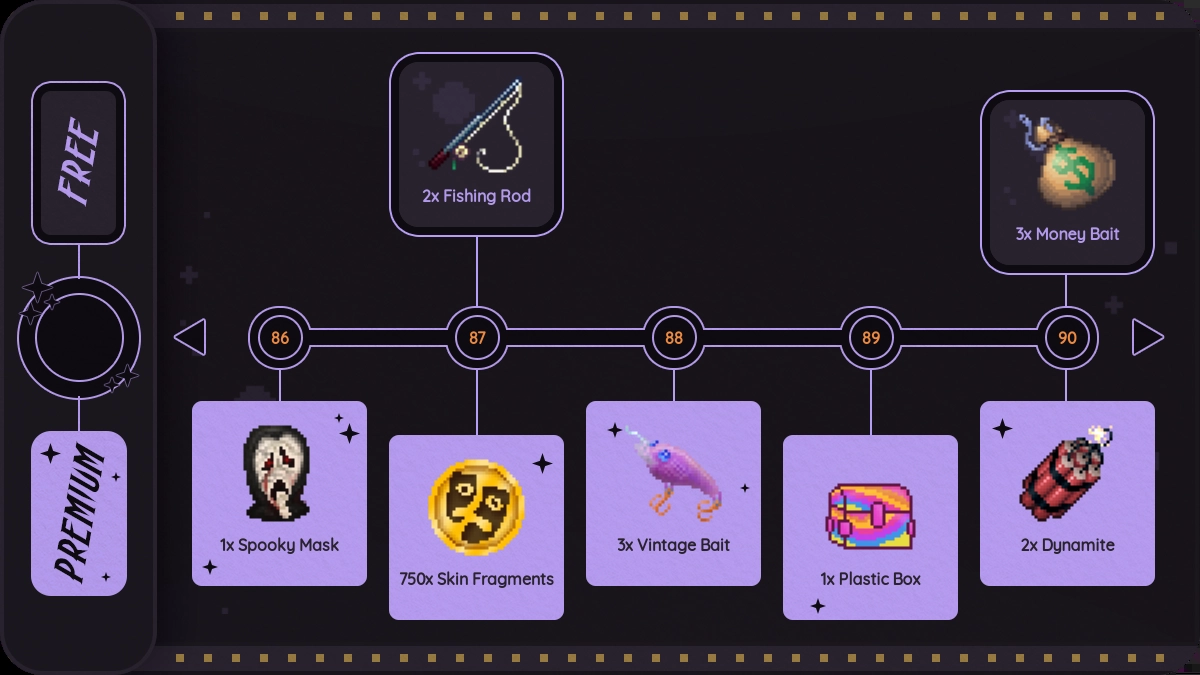 FREE
2x Fishing Rod
3x Money Bait
86
87
88
89
90
PREMIUM
1x Spooky Mask
750x Skin Fragments
3x Vintage Bait
1x Plastic Box
2x Dynamite